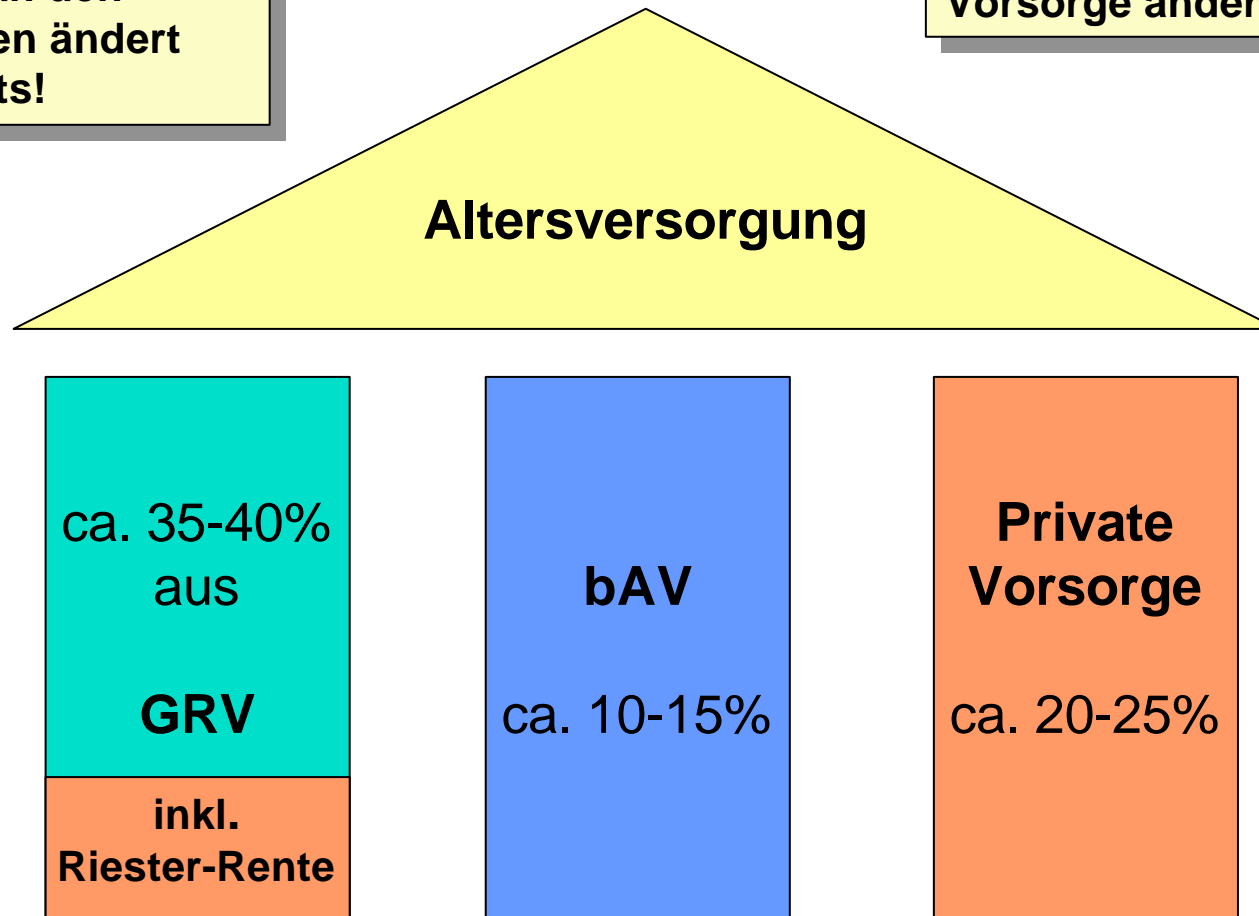 en ändert
ts!
Vorsorge änder
Altersversorgung
ca. 35-40%
aus
GRV
inkl.
Riester-Rente
bAV
ca. 10-15%
Private
Vorsorge
ca. 20-25%